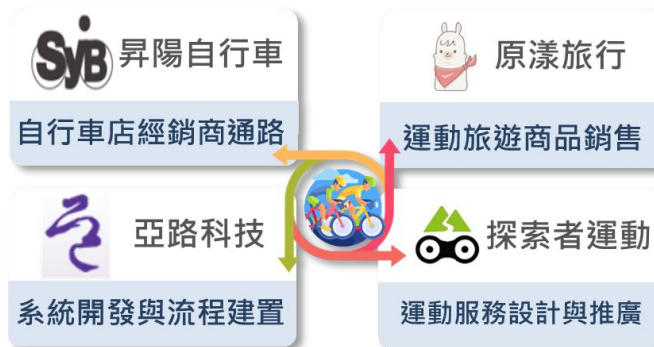 SyB 昇陽自行車
自行車店經銷商通路
原漾旅行
運動旅遊商品銷售
亞路科技
系統開發與流程建置
探索者運動
運動服務設計與推廣